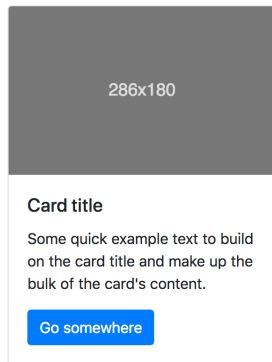 286x180
Card title
Some quick example text to build
on the card title and make up the
bulk of the card's content.
Go somewhere